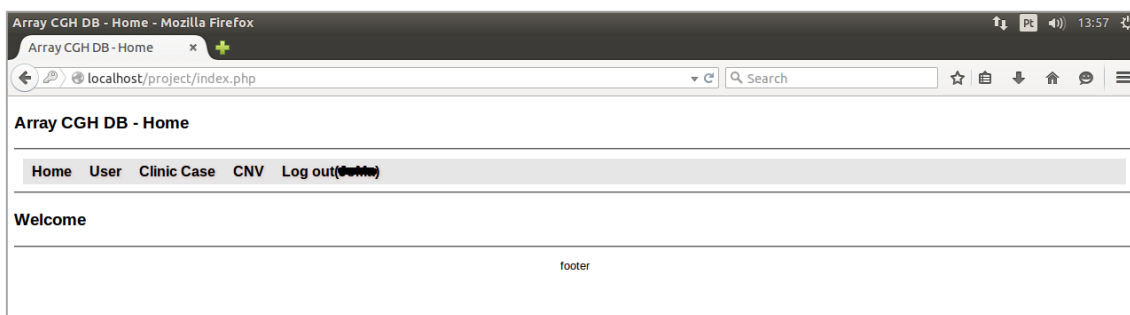 Array CGH DB - Home - Mozilla Firefox
Pt 13:57
Array CGH DB - Home ×
localhost/project/index.php
Search
Array CGH DB - Home
Home User Clinic Case CNV Log out( )
Welcome
footer